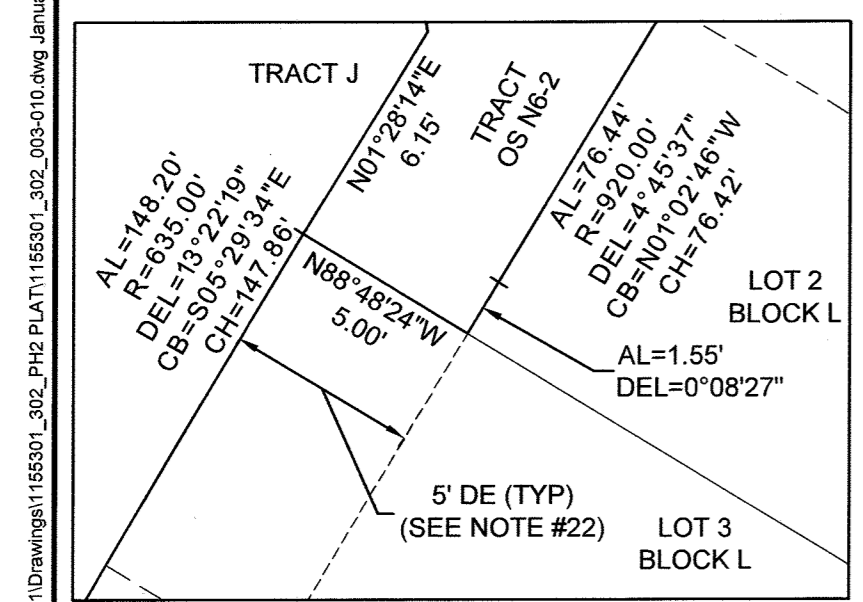 1\Drawings\1155301_302_PH2 PLAT\1155301_302_003-010.dwg Janua
TRACT J
N01°28'14"E
6.15'
TRACT
OS N6-2
AL=148.20'
R=635.00'
DEL=13°22'19"
CB=S05°29'34"E
CH=147.86'
AL=76.44'
R=920.00'
DEL=4°45'37"
CB=N01°02'46"W
CH=76.42'
N88°48'24"W
5.00'
LOT 2
BLOCK L
AL=1.55'
DEL=0°08'27"
5' DE (TYP)
(SEE NOTE #22)
LOT 3
BLOCK L